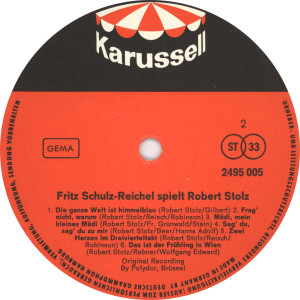 Karussell
GEMA
2
ST 33
2495 005
Fritz Schulz-Reichel spielt Robert Stolz
1. Die ganze Welt ist himmelblau (Robert Stolz/Gilbert) 2. Frag'
nicht, warum (Robert Stolz/Reisch/Robinson) 3. Mädi, mein
kleines Mädi (Robert Stolz/Fr. Grünwald/Stein) 4. Sag' du,
sag' du zu mir (Robert Stolz/Beer/Hanns Adolf) 5. Zwei
Herzen im Dreivierteltakt (Robert Stolz/Reisch/
Robinson) 6. Das ist der Frühling in Wien
(Robert Stolz/Rebner/Wolfgang Edward)
Original Recording
By Polydor, Brüssel
MADE IN GERMANY